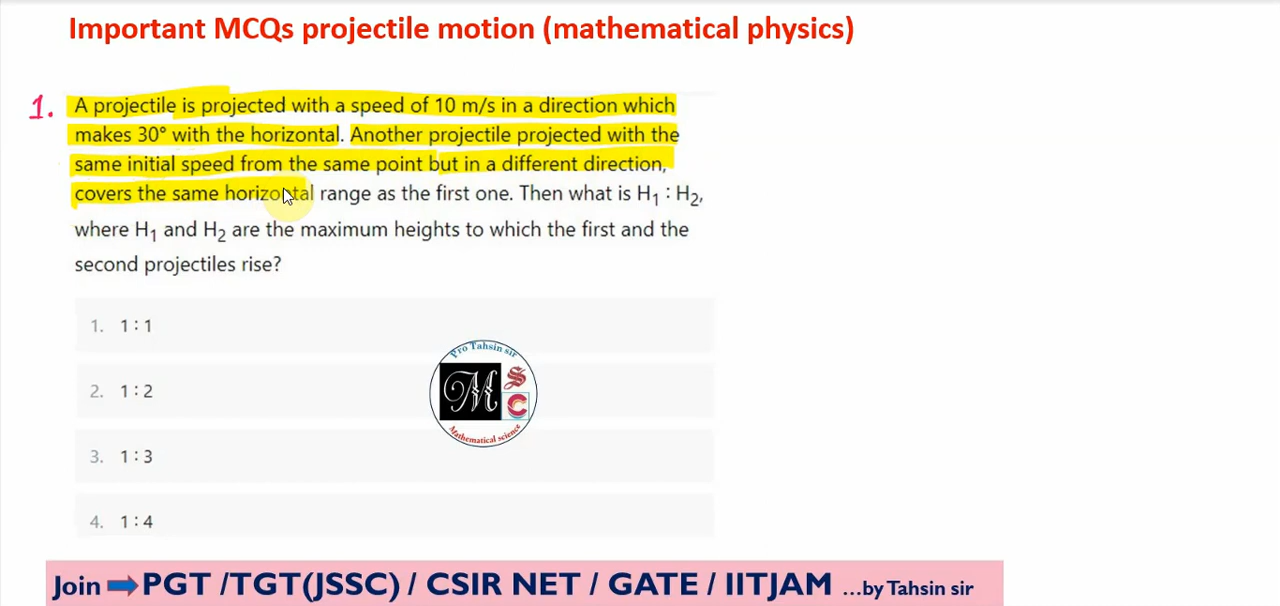 Important MCQs projectile motion (mathematical physics)
1. A projectile is projected with a speed of 10 m/s in a direction which
makes 30° with the horizontal. Another projectile projected with the
same initial speed from the same point but in a different direction,
covers the same horizontal range as the first one. Then what is H₁ : H₂,
where H₁ and H₂ are the maximum heights to which the first and the
second projectiles rise?
1. 1 : 1
2. 1 : 2
3. 1 : 3
4. 1 : 4
Pro Tahsin sir
M S C
Mathematical science
Join ➡ PGT /TGT(JSSC) / CSIR NET / GATE / IITJAM ...by Tahsin sir